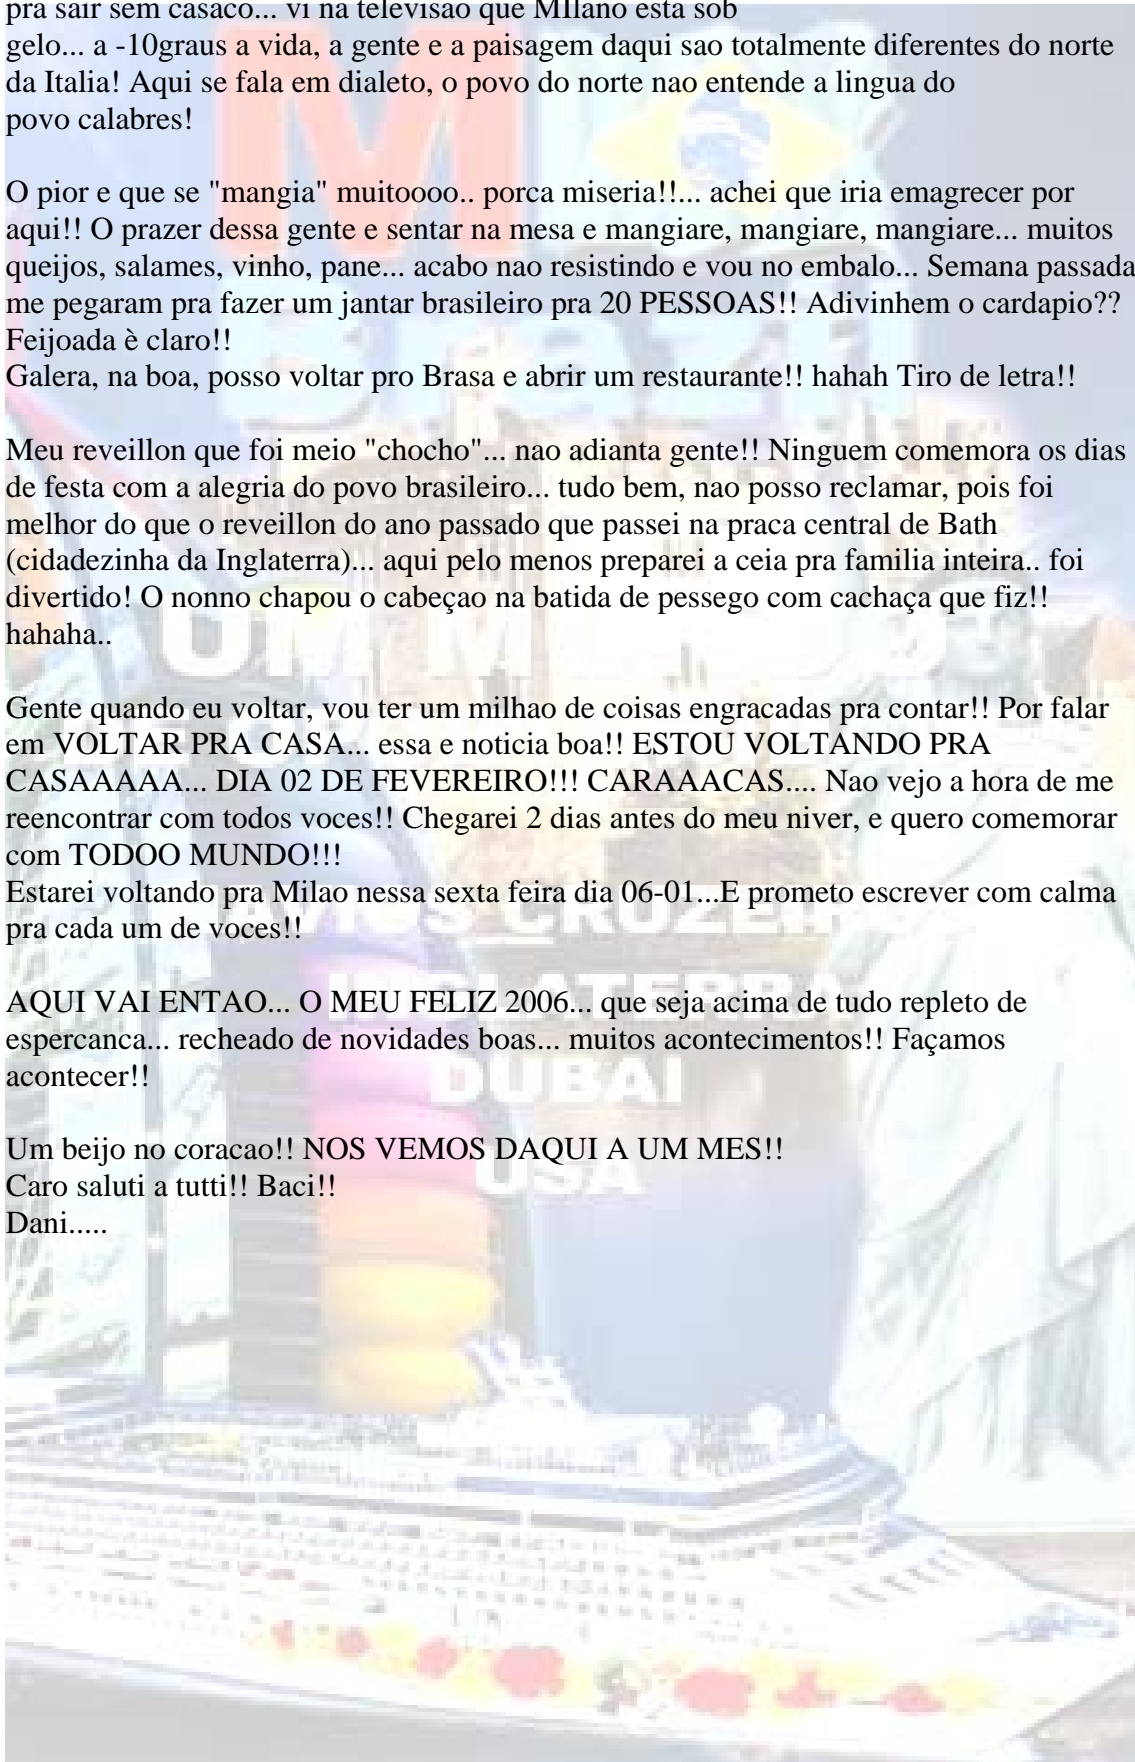 pra sair sem casaco... vi na televisao que MIlano esta sob
gelo... a -10graus a vida, a gente e a paisagem daqui sao totalmente diferentes do norte
da Italia! Aqui se fala em dialeto, o povo do norte nao entende a lingua do
povo calabres!

O pior e que se "mangia" muitoooo.. porca miseria!!... achei que iria emagrecer por
aqui!! O prazer dessa gente e sentar na mesa e mangiare, mangiare, mangiare... muitos
queijos, salames, vinho, pane... acabo nao resistindo e vou no embalo... Semana passada
me pegaram pra fazer um jantar brasileiro pra 20 PESSOAS!! Adivinhem o cardapio??
Feijoada è claro!!
Galera, na boa, posso voltar pro Brasa e abrir um restaurante!! hahah Tiro de letra!!

Meu reveillon que foi meio "chocho"... nao adianta gente!! Ninguem comemora os dias
de festa com a alegria do povo brasileiro... tudo bem, nao posso reclamar, pois foi
melhor do que o reveillon do ano passado que passei na praca central de Bath
(cidadezinha da Inglaterra)... aqui pelo menos preparei a ceia pra familia inteira.. foi
divertido! O nonno chapou o cabeçao na batida de pessego com cachaça que fiz!!
hahaha..

Gente quando eu voltar, vou ter um milhao de coisas engracadas pra contar!! Por falar
em VOLTAR PRA CASA... essa e noticia boa!! ESTOU VOLTANDO PRA
CASAAAAA... DIA 02 DE FEVEREIRO!!! CARAAACAS.... Nao vejo a hora de me
reencontrar com todos voces!! Chegarei 2 dias antes do meu niver, e quero comemorar
com TODOO MUNDO!!!
Estarei voltando pra Milao nessa sexta feira dia 06-01...E prometo escrever com calma
pra cada um de voces!!

AQUI VAI ENTAO... O MEU FELIZ 2006... que seja acima de tudo repleto de
espercanca... recheado de novidades boas... muitos acontecimentos!! Façamos
acontecer!!

Um beijo no coracao!! NOS VEMOS DAQUI A UM MES!!
Caro saluti a tutti!! Baci!!
Dani.....
Brazil
INGLATERRA
DUBAI
USA